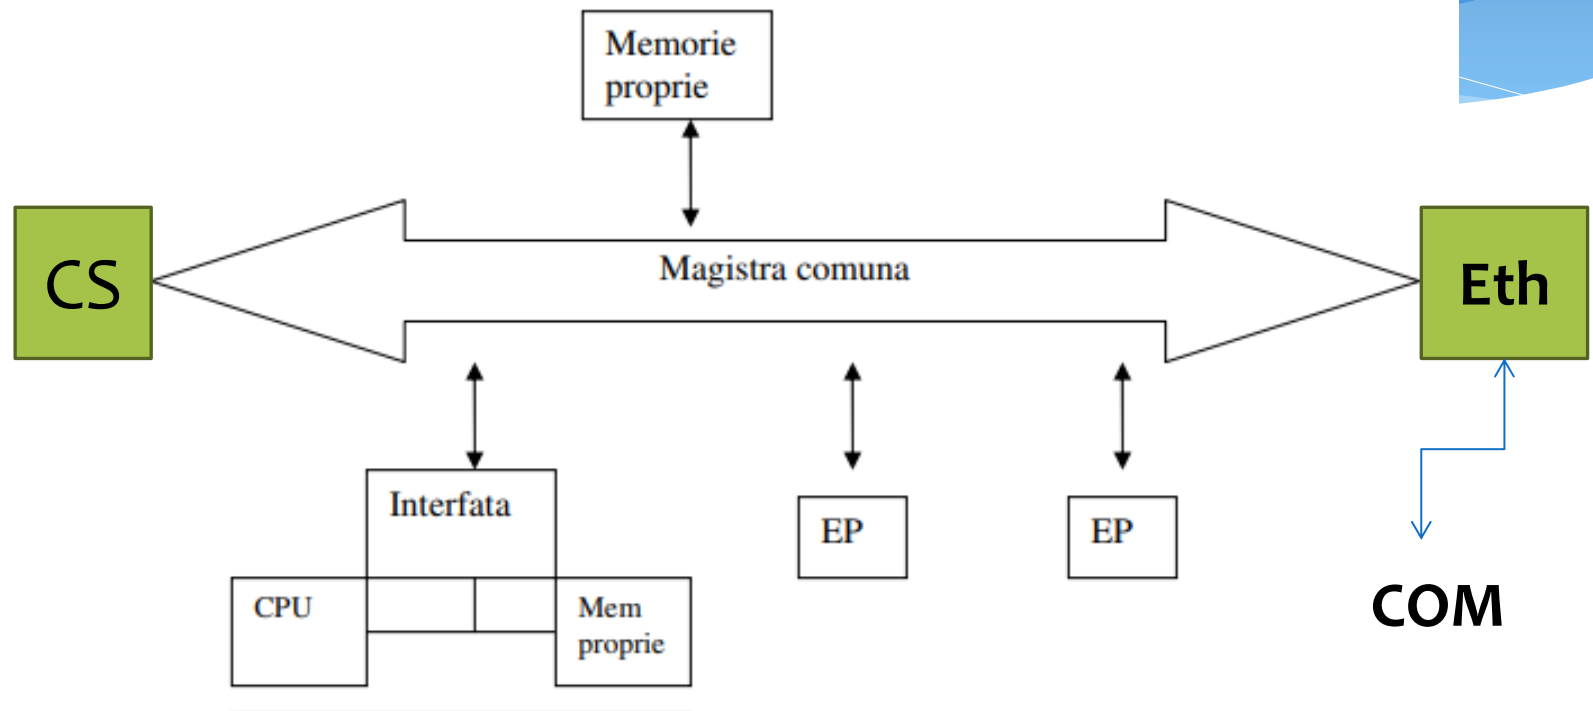 Memorie
proprie
CS
Magistra comuna
Eth
Interfata
EP
EP
CPU
Mem
proprie
COM